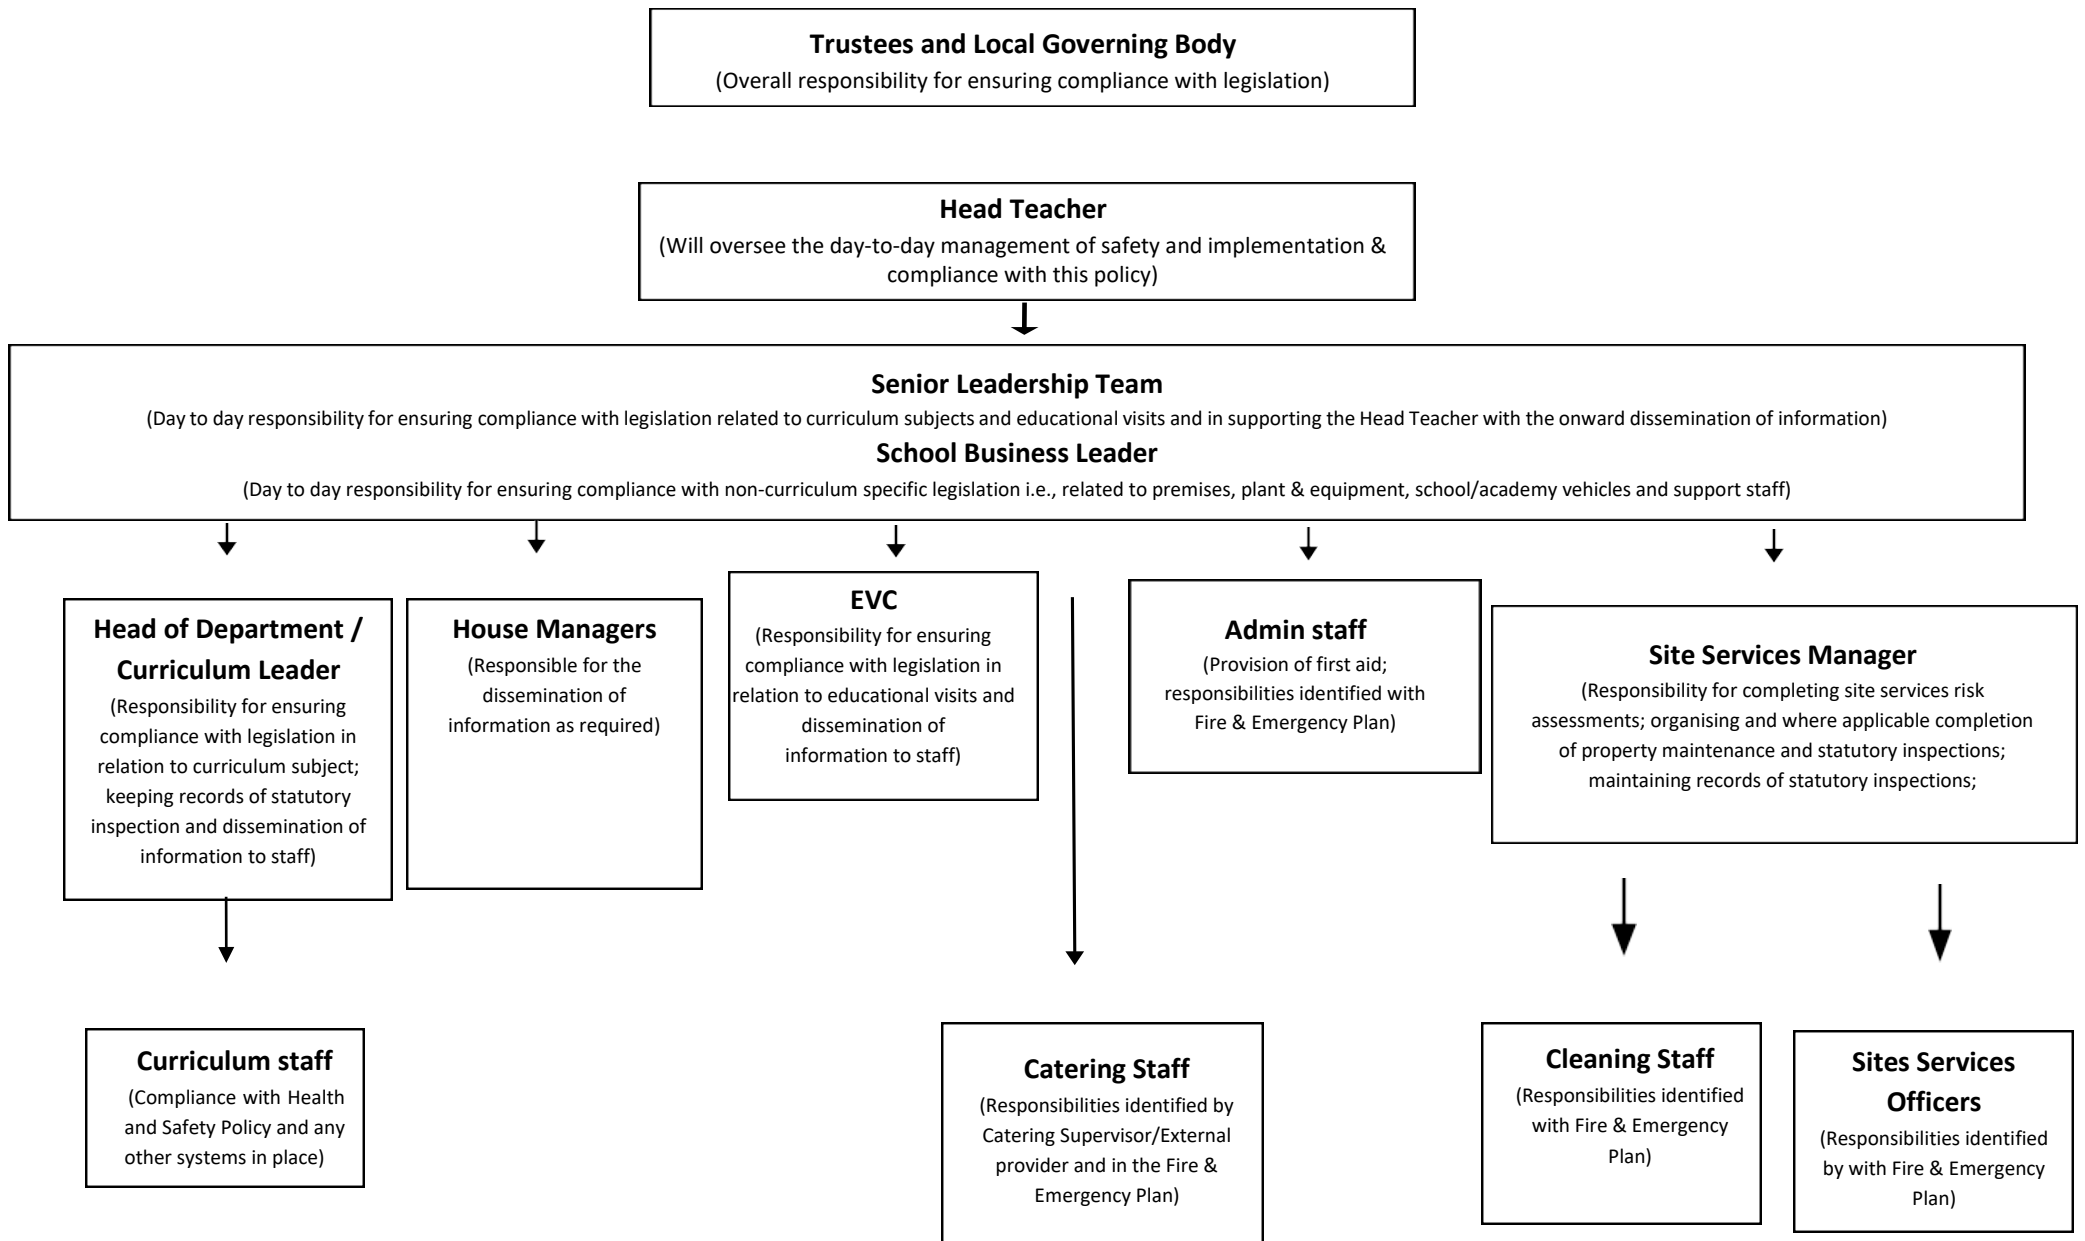 Trustees and Local Governing Body
(Overall responsibility for ensuring compliance with legislation)
Head Teacher
(Will oversee the day-to-day management of safety and implementation &
compliance with this policy)
Senior Leadership Team
(Day to day responsibility for ensuring compliance with legislation related to curriculum subjects and educational visits and in supporting the Head Teacher with the onward dissemination of information)
School Business Leader
(Day to day responsibility for ensuring compliance with non-curriculum specific legislation i.e., related to premises, plant & equipment, school/academy vehicles and support staff)
Head of Department /
Curriculum Leader
(Responsibility for ensuring
compliance with legislation in
relation to curriculum subject;
keeping records of statutory
inspection and dissemination of
information to staff)
House Managers
(Responsible for the
dissemination of
information as required)
EVC
(Responsibility for ensuring
compliance with legislation in
relation to educational visits and
dissemination of
information to staff)
Admin staff
(Provision of first aid;
responsibilities identified with
Fire & Emergency Plan)
Site Services Manager
(Responsibility for completing site services risk
assessments; organising and where applicable completion
of property maintenance and statutory inspections;
maintaining records of statutory inspections;
Curriculum staff
(Compliance with Health
and Safety Policy and any
other systems in place)
Catering Staff
(Responsibilities identified by
Catering Supervisor/External
provider and in the Fire &
Emergency Plan)
Cleaning Staff
(Responsibilities identified
with Fire & Emergency
Plan)
Sites Services
Officers
(Responsibilities identified
by with Fire & Emergency
Plan)